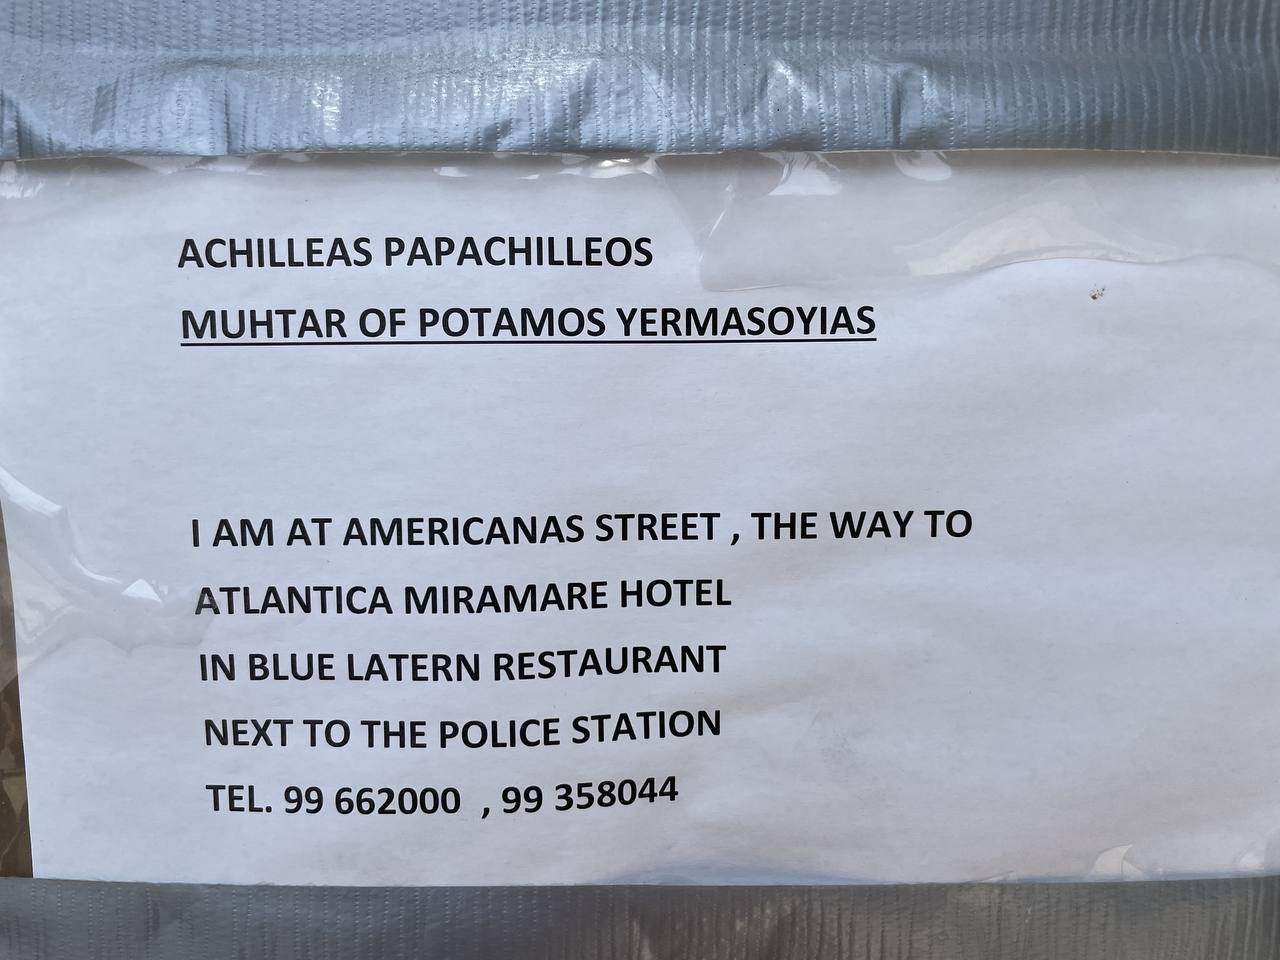 ACHILLEAS PAPACHILLEOS
MUHTAR OF POTAMOS YERMASOYIAS
I AM AT AMERICANAS STREET , THE WAY TO
ATLANTICA MIRAMARE HOTEL
IN BLUE LATERN RESTAURANT
NEXT TO THE POLICE STATION
TEL. 99 662000 , 99 358044